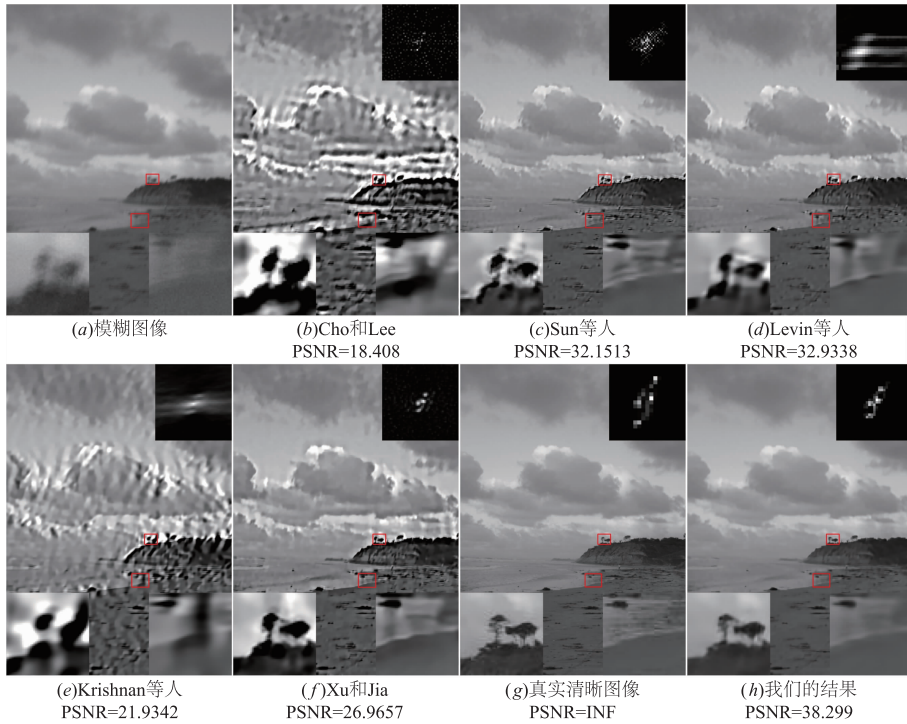 (a)模糊图像
(b)Cho和Lee
PSNR=18.408
(c)Sun等人
PSNR=32.1513
(d)Levin等人
PSNR=32.9338
(e)Krishnan等人
PSNR=21.9342
(f)Xu和Jia
PSNR=26.9657
(g)真实清晰图像
PSNR=INF
(h)我们的结果
PSNR=38.299